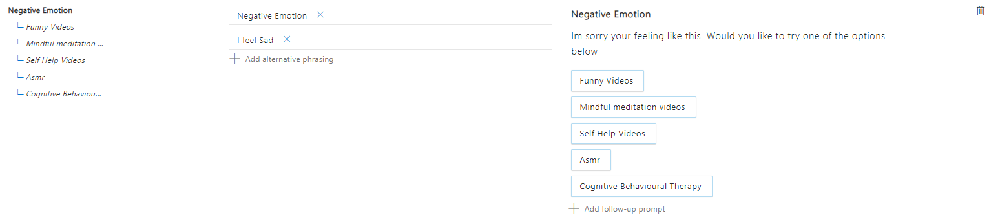 Negative Emotion
Funny Videos
Mindful meditation ...
Self Help Videos
Asmr
Cognitive Behaviou...
Negative Emotion
I feel Sad
Add alternative phrasing
Negative Emotion
Im sorry your feeling like this. Would you like to try one of the options
below
Funny Videos
Mindful meditation videos
Self Help Videos
Asmr
Cognitive Behavioural Therapy
Add follow-up prompt